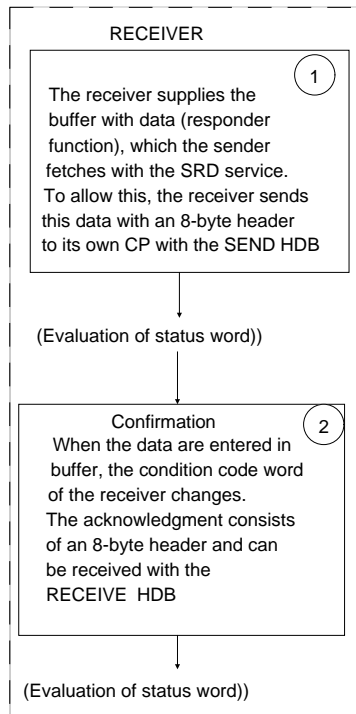 RECEIVER
1
The receiver supplies the
buffer with data (responder
function), which the sender
fetches with the SRD service.
To allow this, the receiver sends
this data with an 8-byte header
to its own CP with the SEND HDB
(Evaluation of status word))
2
Confirmation
When the data are entered in
buffer, the condition code word
of the receiver changes.
The acknowledgment consists
of an 8-byte header and can
be received with the
RECEIVE HDB
(Evaluation of status word))